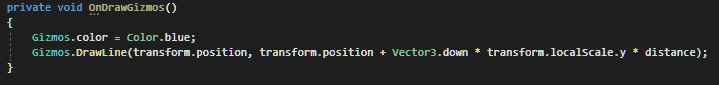 private void OnDrawGizmos()
{
Gizmos.color = Color.blue;
Gizmos.DrawLine(transform.position, transform.position + Vector3.down * transform.localScale.y * distance);
}